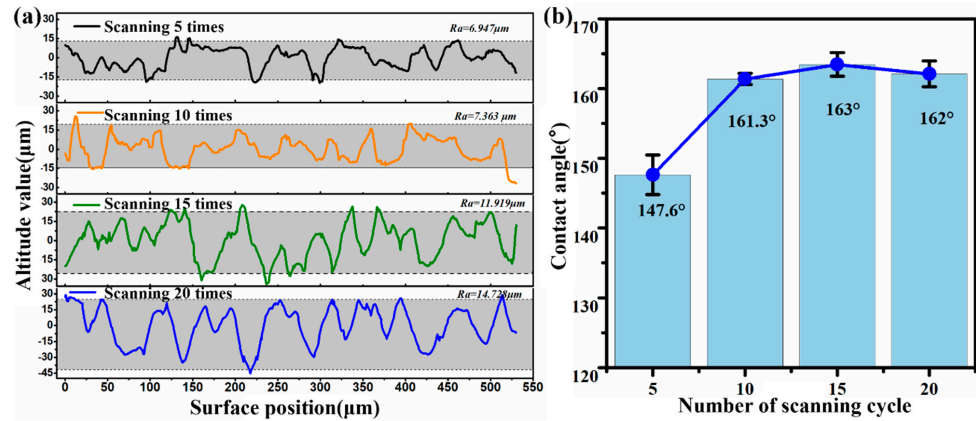 (a)
Altitude value(μm)
Scanning 5 times
Ra=6.947μm
30
15
0
-15
30
Scanning 10 times
Ra=7.363 μm
30
15
0
-15
30
Scanning 15 times
Ra=11.919μm
30
15
0
-15
30
Scanning 20 times
Ra=14.728μm
30
15
0
-15
30
-45
0 50 100 150 200 250 300 350 400 450 500 550
Surface position(μm)
(b)
Contact angle(°)
170
160
150
140
130
120
147.6°
161.3°
163°
162°
5 10 15 20
Number of scanning cycle